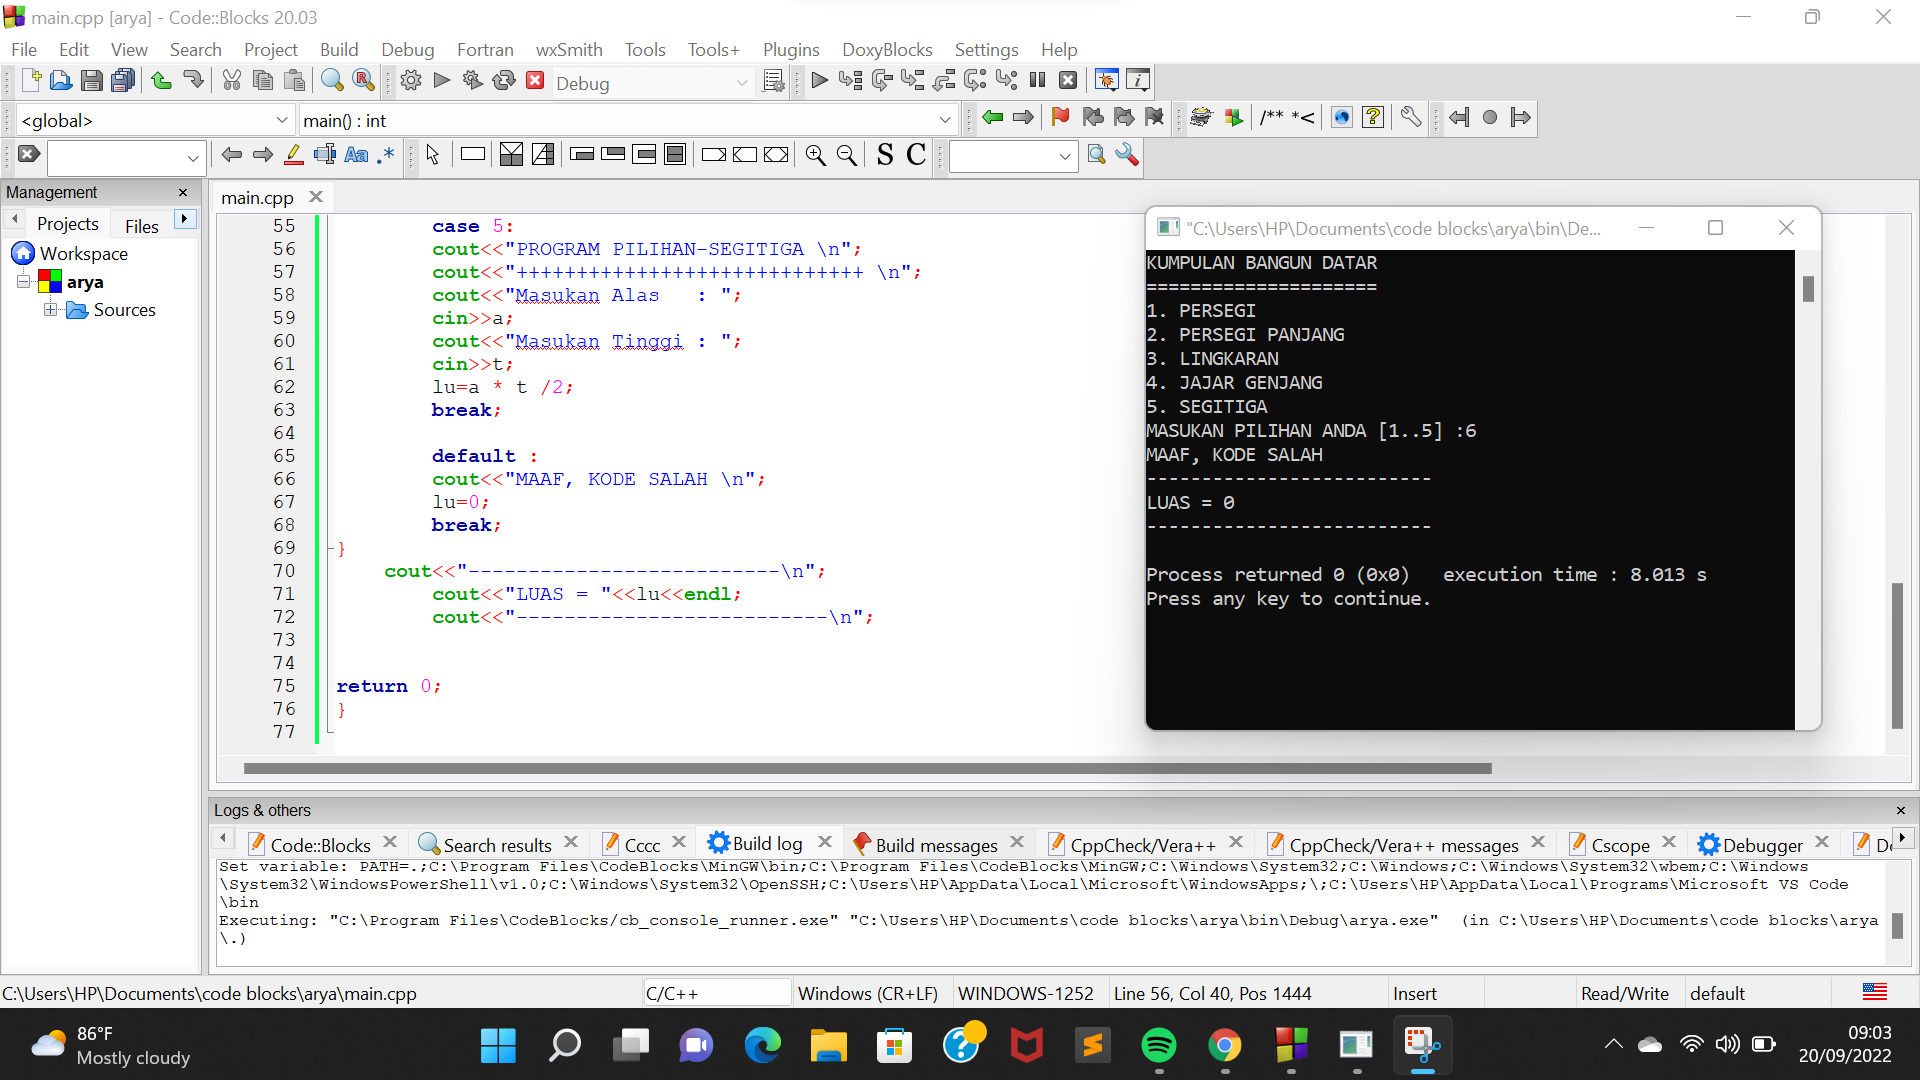 main.cpp [arya] - Code::Blocks 20.03
File Edit View Search Project Build Debug Fortran wxSmith Tools Tools+ Plugins DoxyBlocks Settings Help
Debug
<global> main() : int
/** *<
Aa .* S C
Management
Projects Files
Workspace
arya
Sources
main.cpp
55 case 5:
56 cout<<"PROGRAM PILIHAN-SEGITIGA \n";
57 cout<<"+++++++++++++++++++++++++++++ \n";
58 cout<<"Masukan Alas   : ";
59 cin>>a;
60 cout<<"Masukan Tinggi : ";
61 cin>>t;
62 lu=a * t /2;
63 break;
64
65 default :
66 cout<<"MAAF, KODE SALAH \n";
67 lu=0;
68 break;
69 }
70 cout<<"--------------------------\n";
71 cout<<"LUAS = "<<lu<<endl;
72 cout<<"--------------------------\n";
73
74
75 return 0;
76 }
77
"C:\Users\HP\Documents\code blocks\arya\bin\De...
KUMPULAN BANGUN DATAR
=====================
1. PERSEGI
2. PERSEGI PANJANG
3. LINGKARAN
4. JAJAR GENJANG
5. SEGITIGA
MASUKAN PILIHAN ANDA [1..5] :6
MAAF, KODE SALAH
--------------------------
LUAS = 0
--------------------------
Process returned 0 (0x0)   execution time : 8.013 s
Press any key to continue.
Logs & others
Code::Blocks Search results Cccc Build log Build messages CppCheck/Vera++ CppCheck/Vera++ messages Cscope Debugger
Set variable: PATH=.;C:\Program Files\CodeBlocks\MinGW\bin;C:\Program Files\CodeBlocks\MinGW;C:\Windows\System32;C:\Windows;C:\Windows\System32\wbem;C:\Windows
\System32\WindowsPowerShell\v1.0;C:\Windows\System32\OpenSSH;C:\Users\HP\AppData\Local\Microsoft\WindowsApps;\;C:\Users\HP\AppData\Local\Programs\Microsoft VS Code
\bin
Executing: "C:\Program Files\CodeBlocks/cb_console_runner.exe" "C:\Users\HP\Documents\code blocks\arya\bin\Debug\arya.exe"  (in C:\Users\HP\Documents\code blocks\arya
\.)
C:\Users\HP\Documents\code blocks\arya\main.cpp C/C++ Windows (CR+LF) WINDOWS-1252 Line 56, Col 40, Pos 1444 Insert Read/Write default
86°F
Mostly cloudy
09:03
20/09/2022